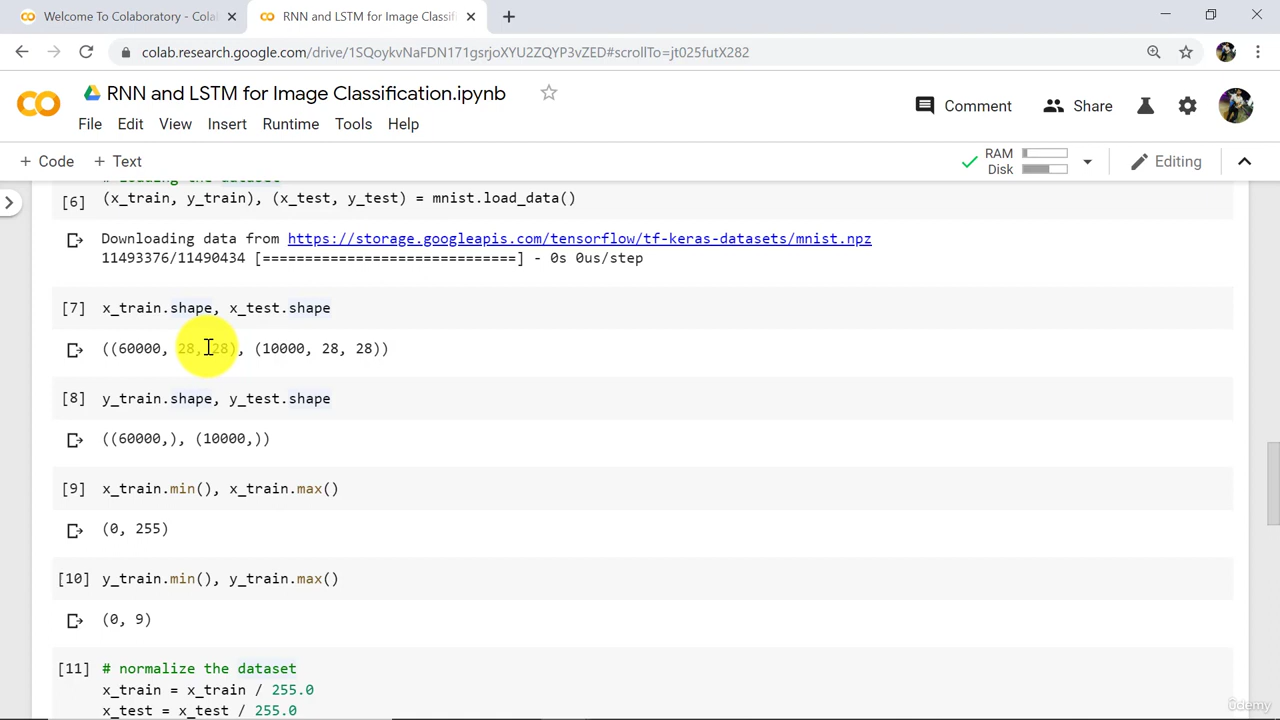 Welcome To Colaboratory - Cola
RNN and LSTM for Image Classifi
colab.research.google.com/drive/1SQoykvNaFDN171gsrjoXYU2ZQYP3vZED#scrollTo=jt025futX282
RNN and LSTM for Image Classification.ipynb
Comment Share
File Edit View Insert Runtime Tools Help
+ Code + Text
RAM
Disk
Editing
# loading the dataset
[6] (x_train, y_train), (x_test, y_test) = mnist.load_data()
Downloading data from https://storage.googleapis.com/tensorflow/tf-keras-datasets/mnist.npz
11493376/11490434 [==============================] - 0s 0us/step
[7] x_train.shape, x_test.shape
((60000, 28, 28), (10000, 28, 28))
[8] y_train.shape, y_test.shape
((60000,), (10000,))
[9] x_train.min(), x_train.max()
(0, 255)
[10] y_train.min(), y_train.max()
(0, 9)
[11] # normalize the dataset
x_train = x_train / 255.0
x_test = x_test / 255.0
ûdemy